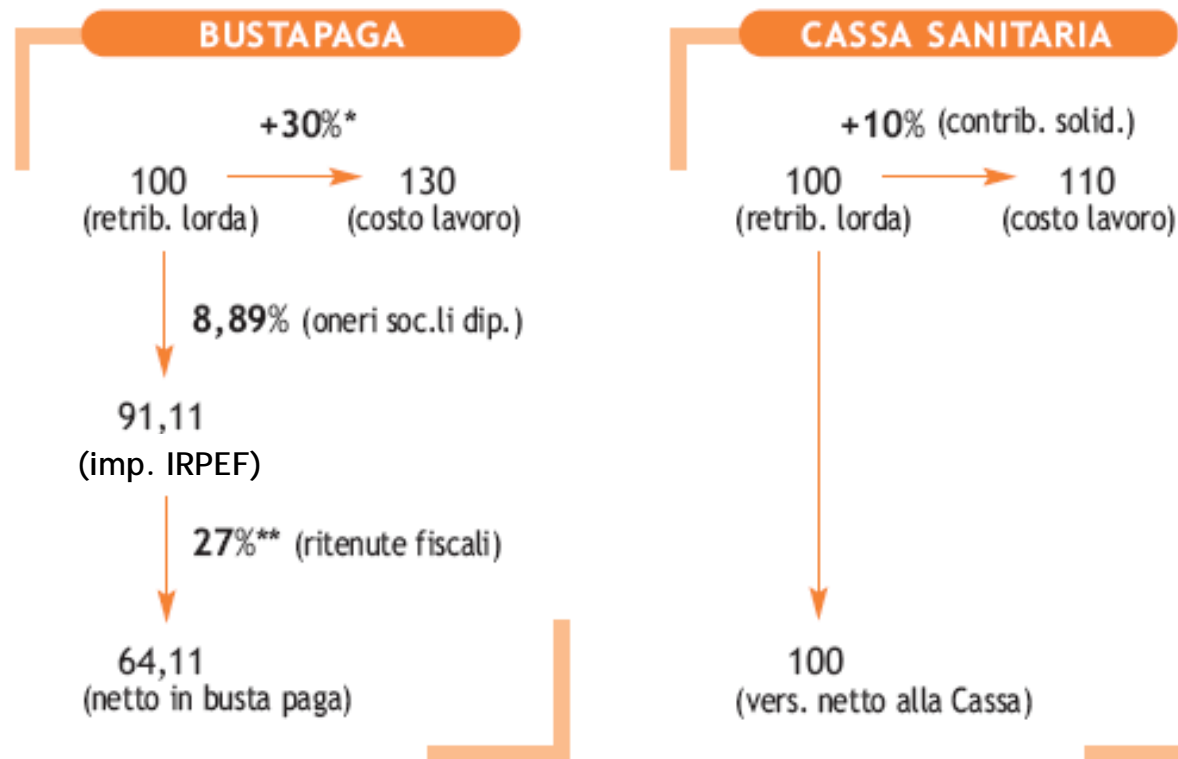 BUSTAPAGA
+30%*
100
130
(retrib. lorda)
(costo lavoro)
8,89% (oneri soc.li dip.)
91,11
(imp. IRPEF)
27%** (ritenute fiscali)
64,11
(netto in busta paga)
CASSA SANITARIA
+10% (contrib. solid.)
100
110
(retrib. lorda)
(costo lavoro)
100
(vers. netto alla Cassa)